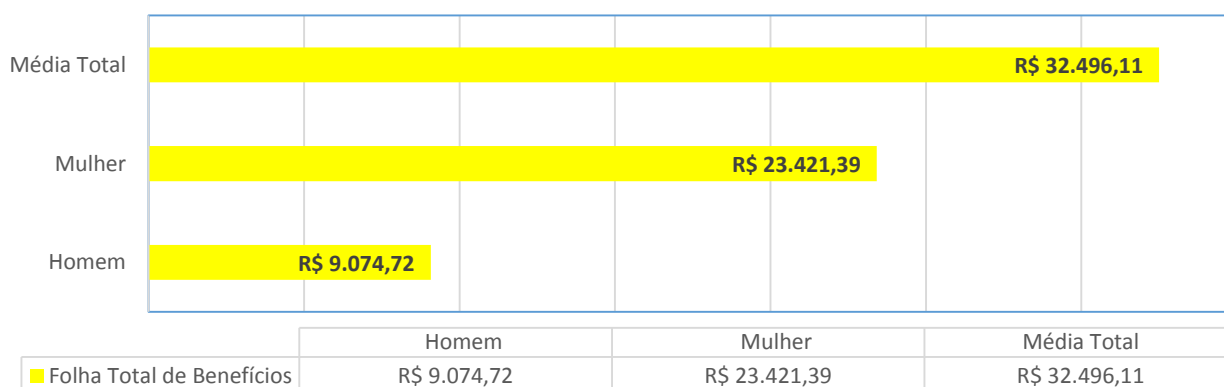 Média Total
R$ 32.496,11
Mulher
R$ 23.421,39
Homem
R$ 9.074,72
Homem Mulher Média Total
Folha Total de Benefícios R$ 9.074,72 R$ 23.421,39 R$ 32.496,11